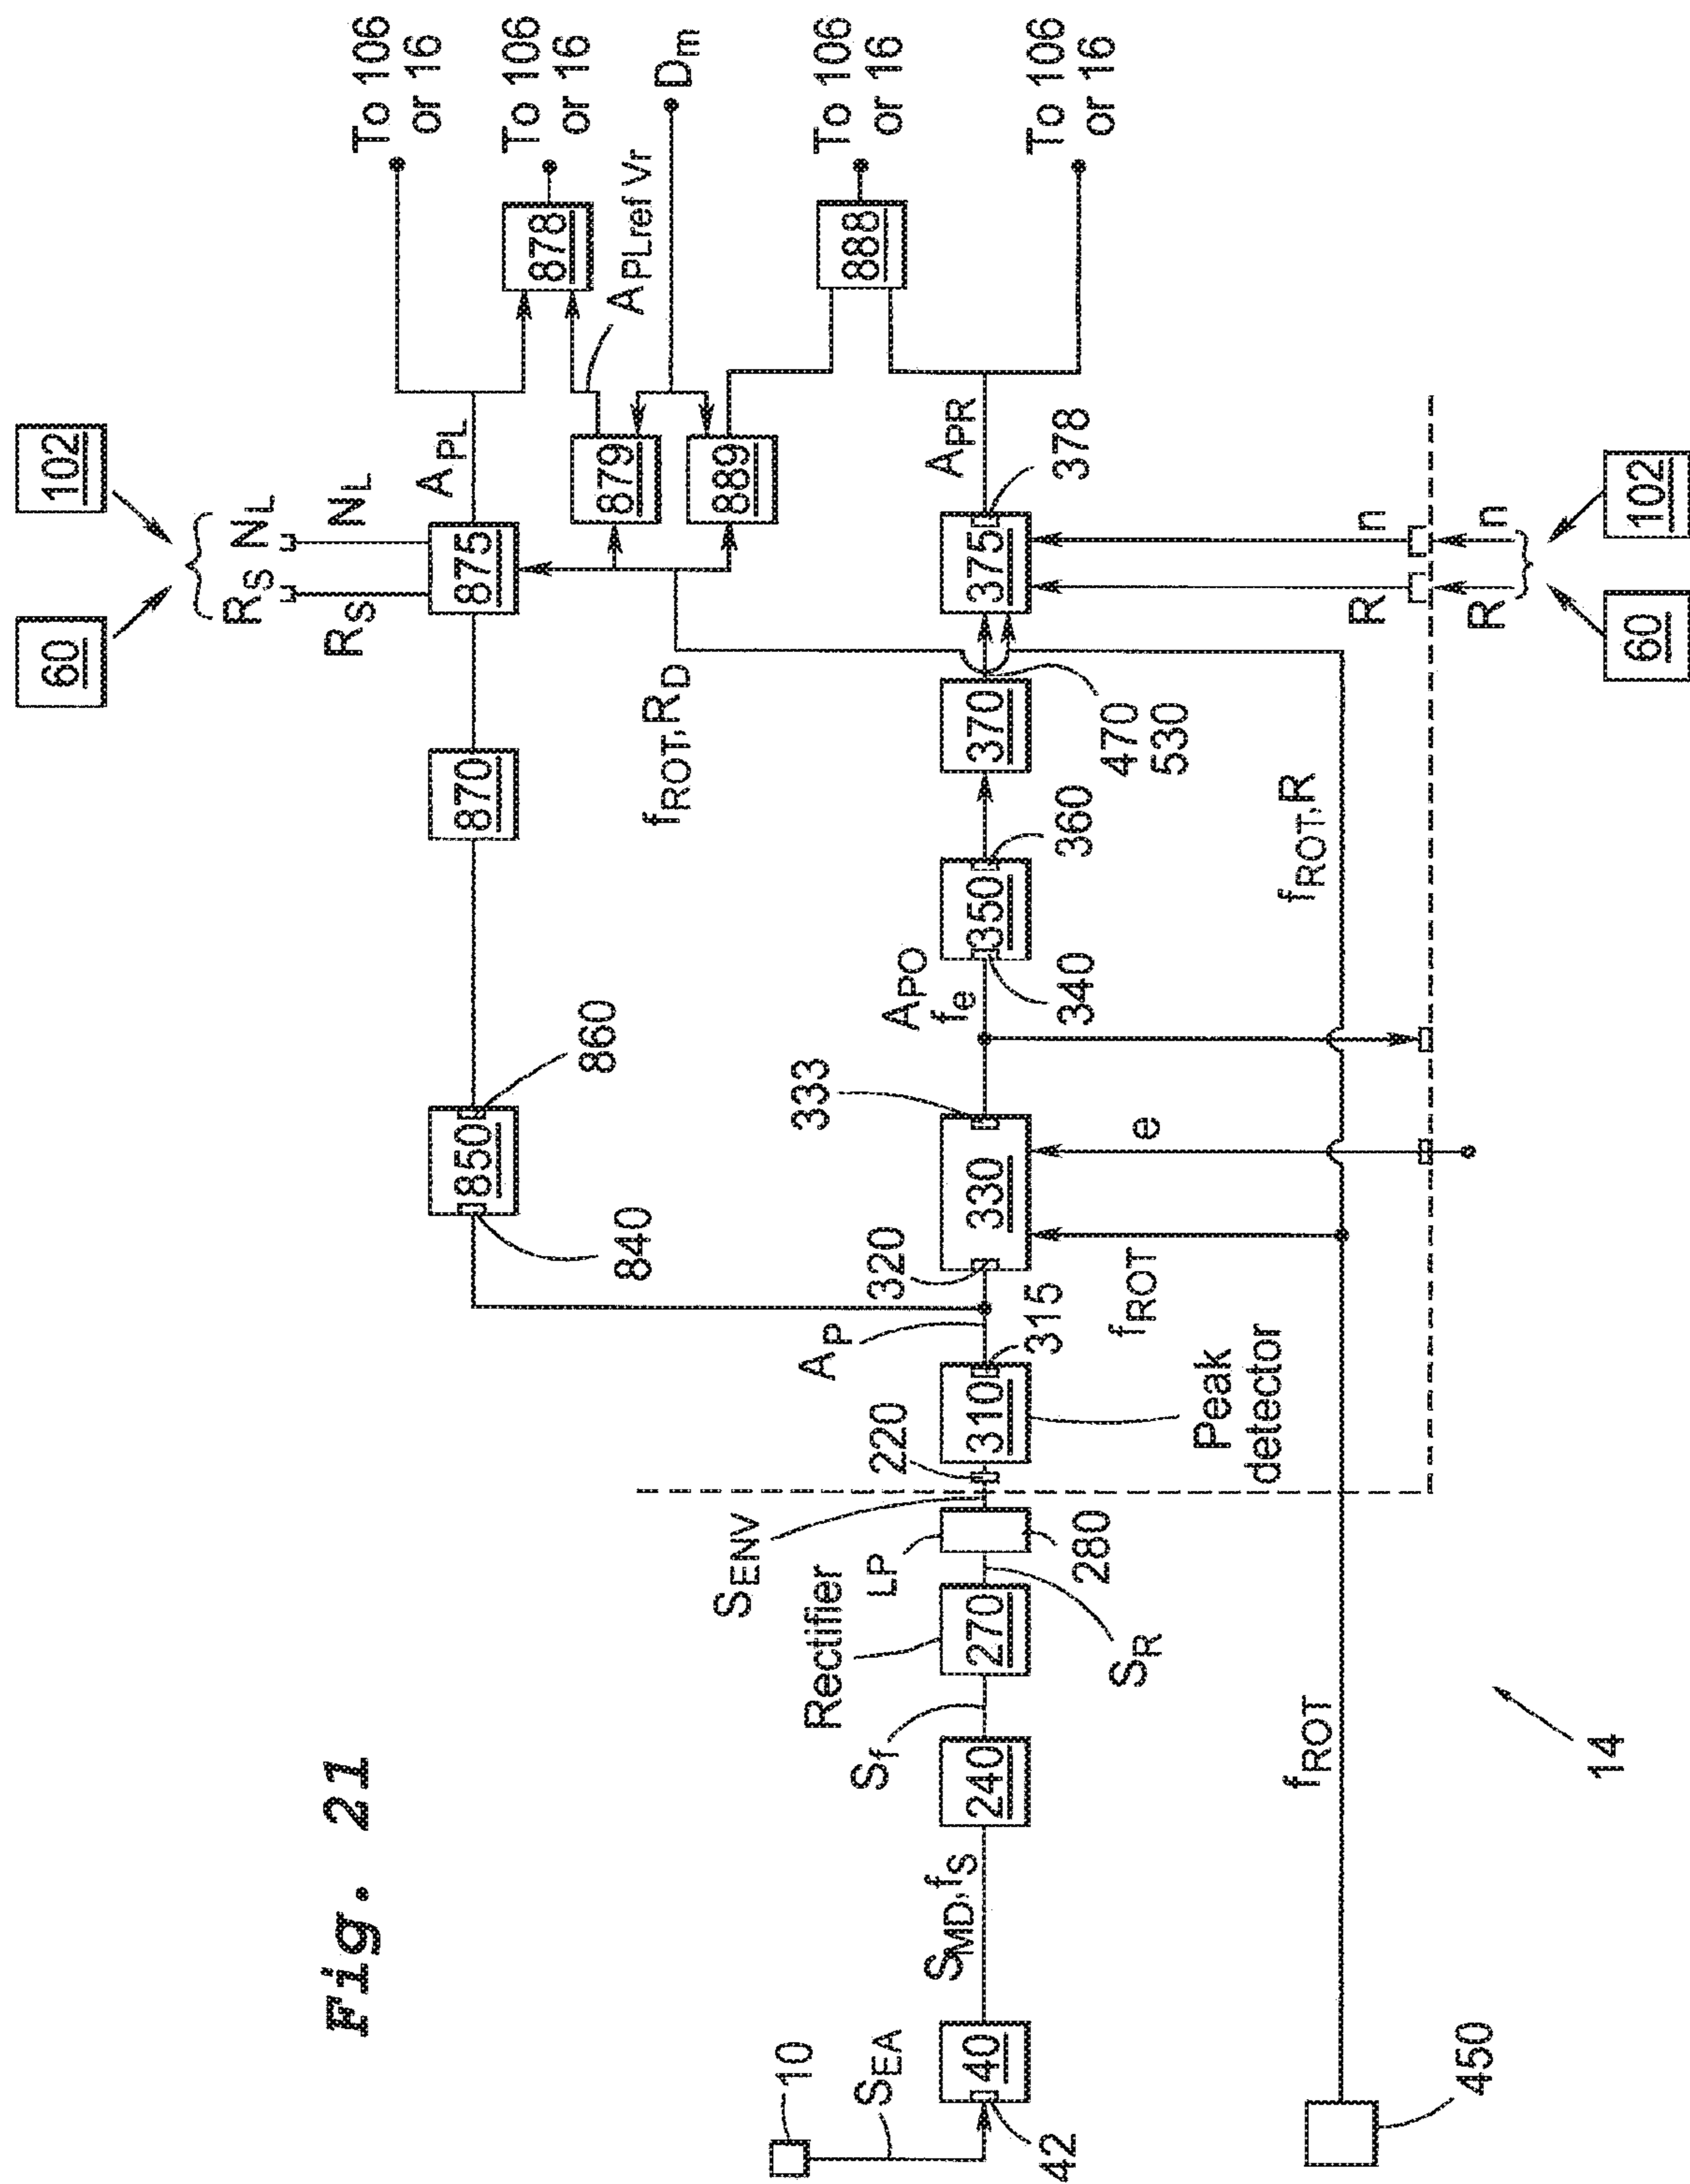 Fig. 21
10
SEA
42
40
SMD,fS
240
Sf
Rectifier
270
SR
LP
280
SENV
220
310
Peak
detector
315
AP
320
330
333
fROT
e
APO
fe
340
350
360
370
470
530
375
378
APR
R
n
R
n
60
102
840
850
860
870
875
RS
NL
RS
NL
60
102
APL
fROT,RD
879
889
APLref Vr
Dm
878
888
To 106
or 16
To 106
or 16
To 106
or 16
To 106
or 16
450
fROT
fROT,R
14